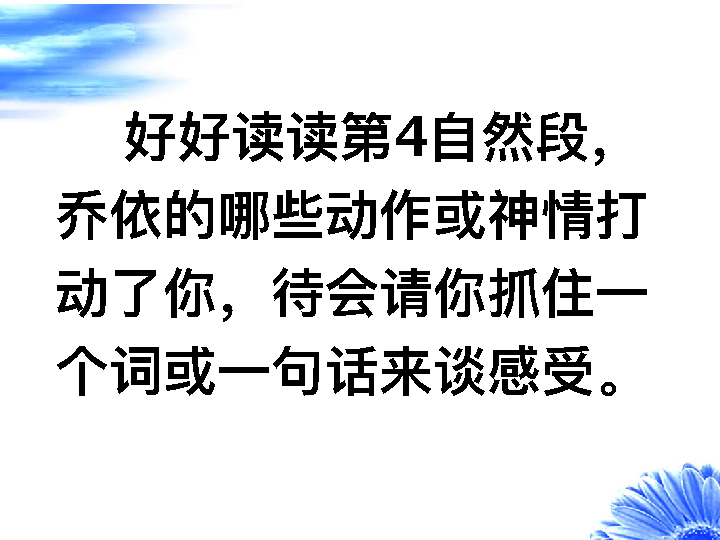 好好读读第4自然段，
乔依的哪些动作或神情打
动了你，待会请你抓住一
个词或一句话来谈感受。